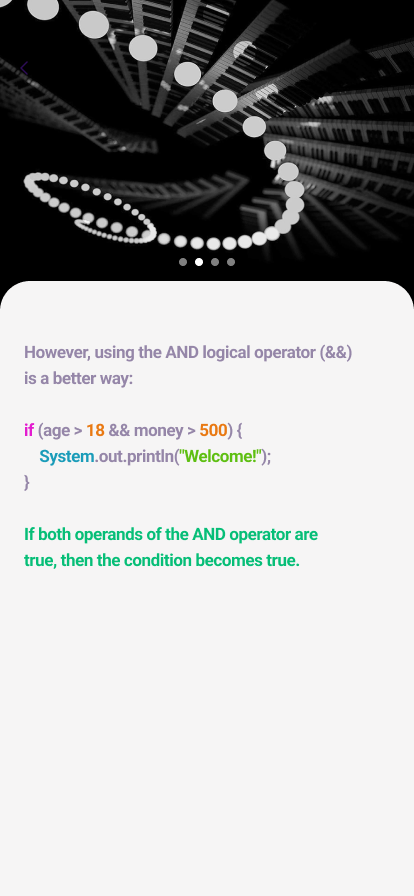 However, using the AND logical operator (&&)
is a better way:
if (age > 18 && money > 500) {
System.out.println("Welcome!");
}
If both operands of the AND operator are
true, then the condition becomes true.